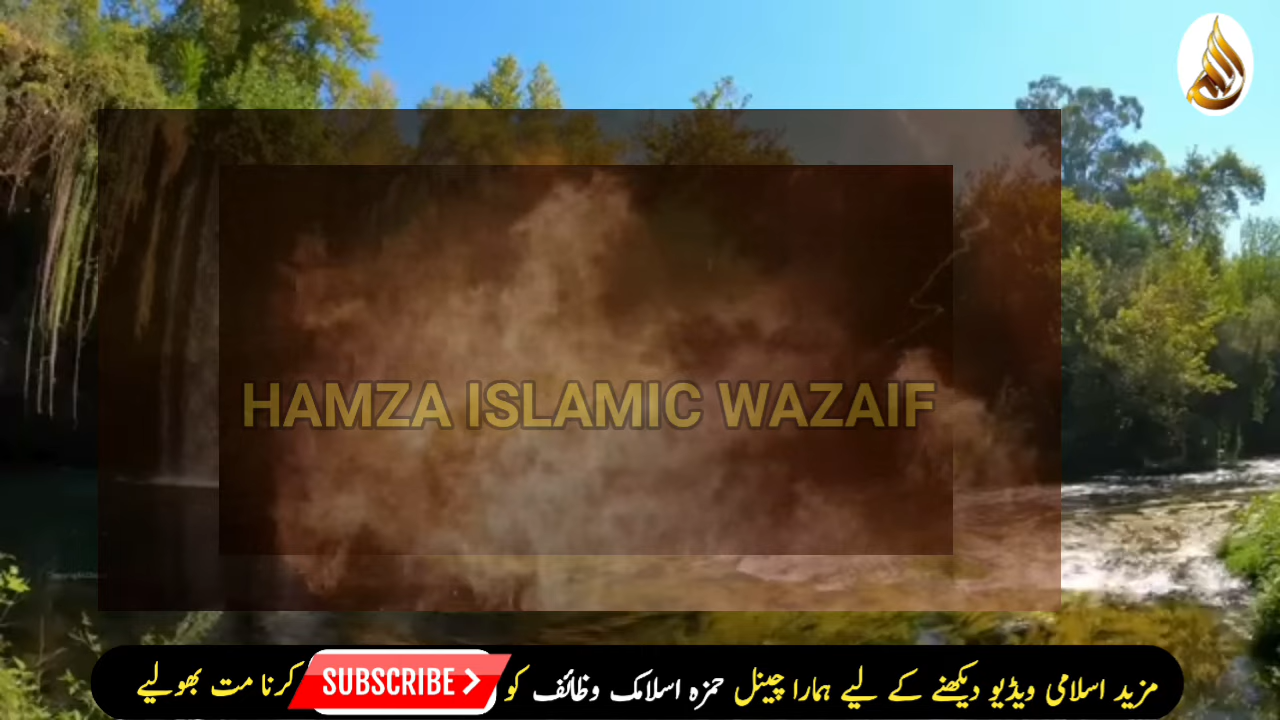 HAMZA ISLAMIC WAZAIF
مزید اسلامی ویڈیو دیکھنے کے لیے ہمارا چینل حمزہ اسلامک وظائف کو SUBSCRIBE کرنا مت بھولیے